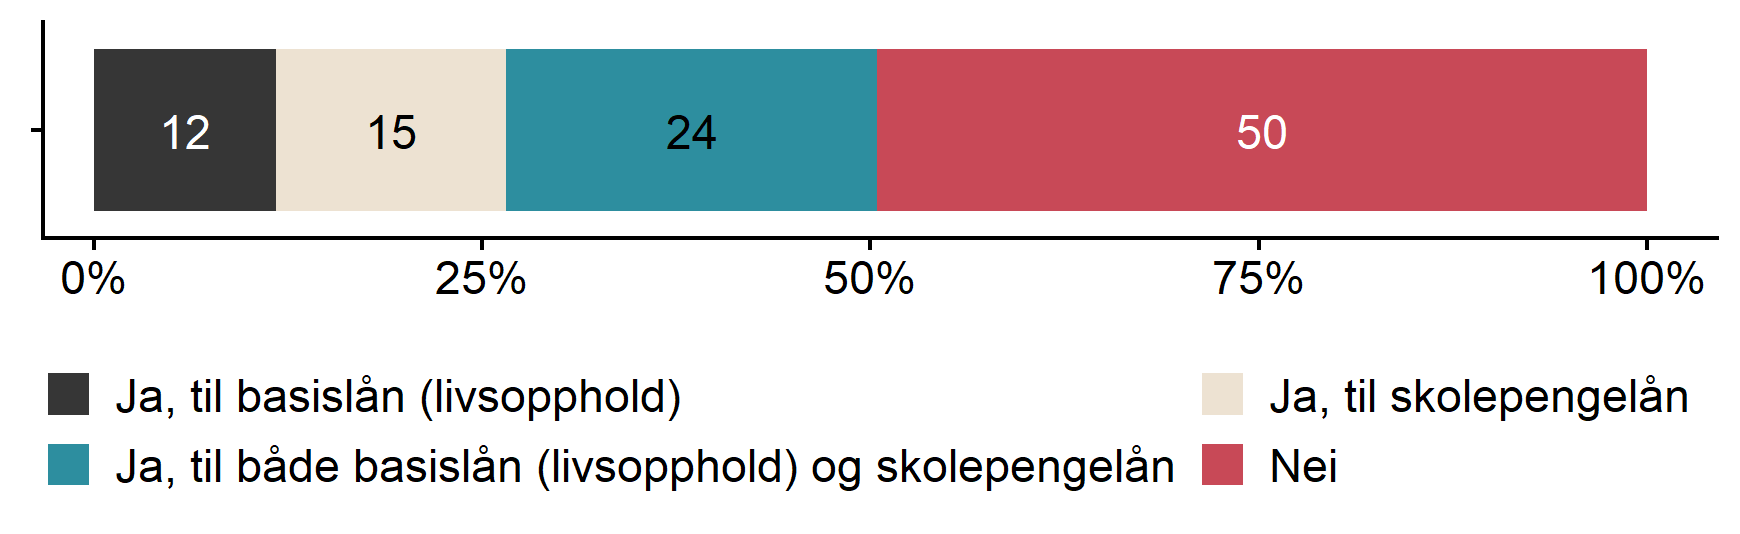 12 15 24 50
0% 25% 50% 75% 100%
Ja, til basislån (livsopphold) Ja, til skolepengelån
Ja, til både basislån (livsopphold) og skolepengelån Nei